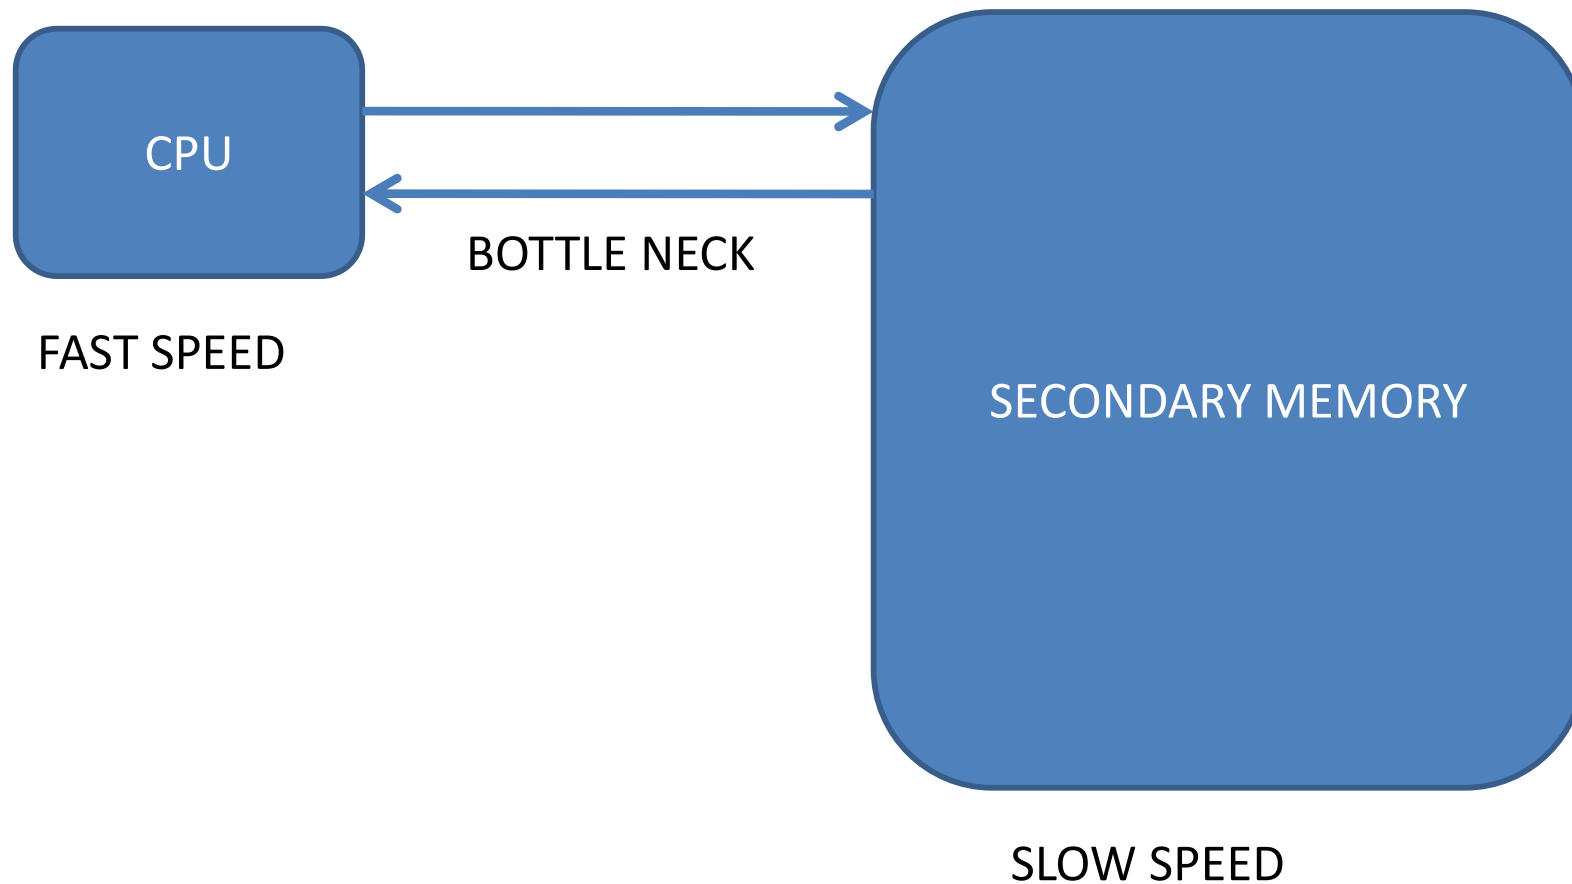 CPU
BOTTLE NECK
FAST SPEED
SECONDARY MEMORY
SLOW SPEED